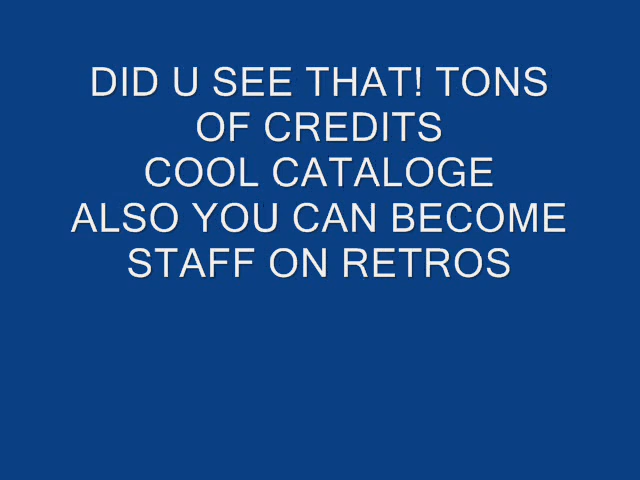 DID U SEE THAT! TONS
OF CREDITS
COOL CATALOGE
ALSO YOU CAN BECOME
STAFF ON RETROS